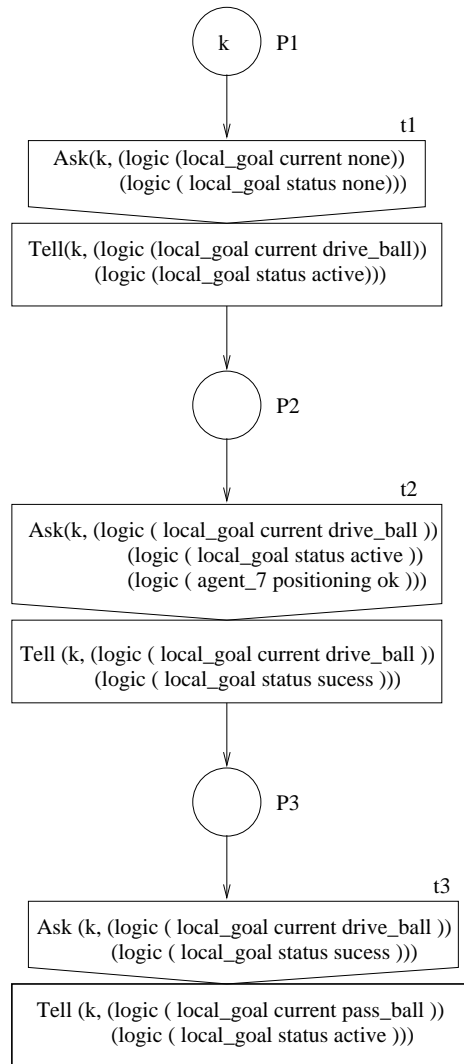 k P1
t1
Ask(k, (logic (local_goal current none))
(logic ( local_goal status none)))
Tell(k, (logic (local_goal current drive_ball))
(logic (local_goal status active)))
P2
t2
Ask(k, (logic ( local_goal current drive_ball ))
(logic ( local_goal status active ))
(logic ( agent_7 positioning ok )))
Tell (k, (logic ( local_goal current drive_ball ))
(logic ( local_goal status sucess )))
P3
t3
Ask (k, (logic ( local_goal current drive_ball ))
(logic ( local_goal status sucess )))
Tell (k, (logic ( local_goal current pass_ball ))
(logic ( local_goal status active )))